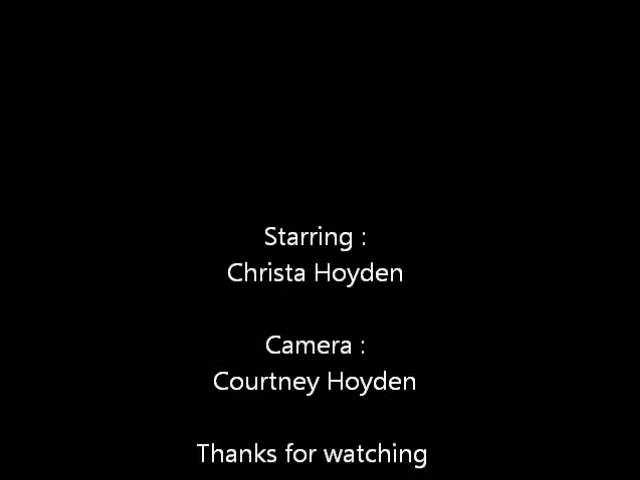 Starring :
Christa Hoyden
Camera :
Courtney Hoyden
Thanks for watching